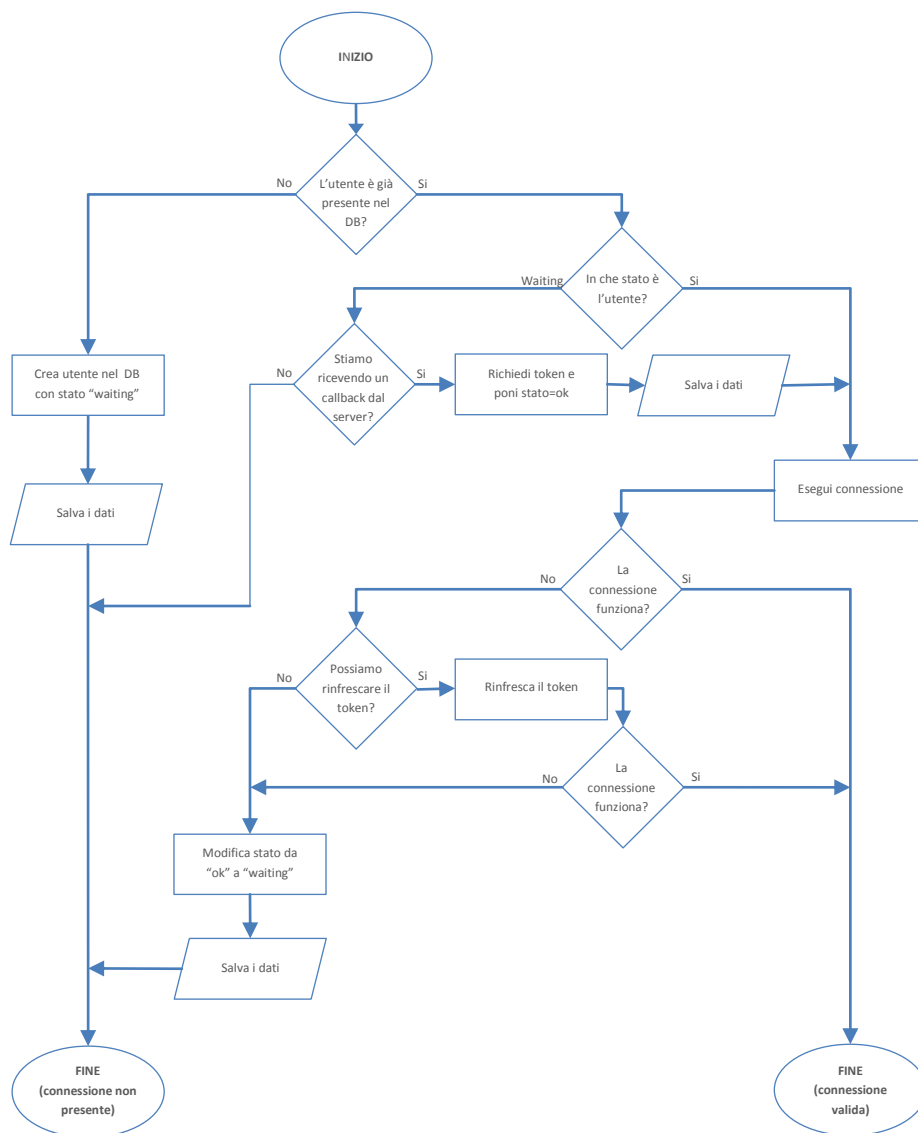 INIZIO
No
L'utente è già
presente nel
DB?
Si
Waiting
In che stato è
l'utente?
Si
Crea utente nel DB
con stato "waiting"
No
Stiamo
ricevendo un
callback dal
server?
Si
Richiedi token e
poni stato=ok
Salva i dati
Salva i dati
Esegui connessione
No
La
connessione
funziona?
Si
No
Possiamo
rinfrescare il
token?
Si
Rinfresca il token
No
La
connessione
funziona?
Si
Modifica stato da
"ok" a "waiting"
Salva i dati
FINE
(connessione non
presente)
FINE
(connessione
valida)